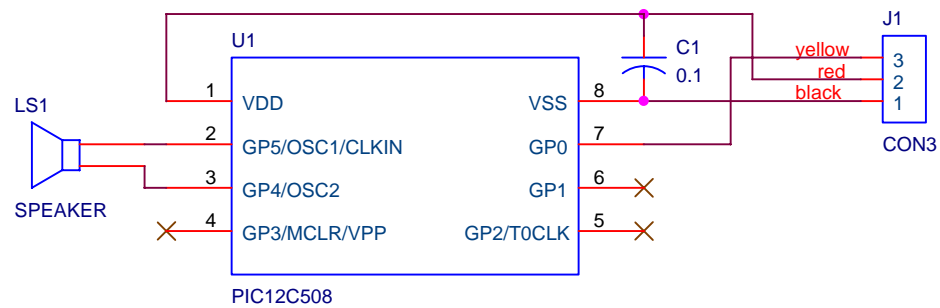 J1
U1
C1
0.1
yellow
3
red
2
black
1
CON3
LS1
SPEAKER
1
VDD
VSS
8
2
GP5/OSC1/CLKIN
GP0
7
3
GP4/OSC2
GP1
6
4
GP3/MCLR/VPP
GP2/T0CLK
5
PIC12C508